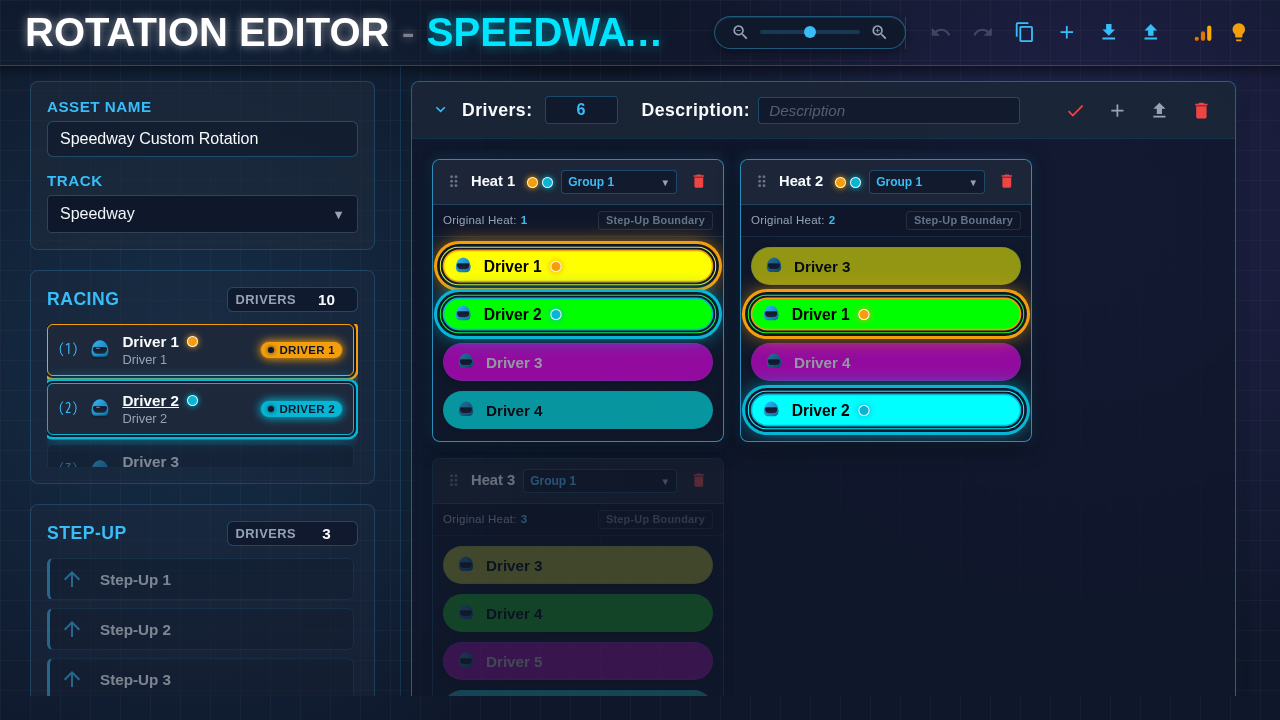 ROTATION EDITOR - SPEEDWA...
ASSET NAME
Speedway Custom Rotation
TRACK
Speedway
RACING
DRIVERS 10
(1)
Driver 1
Driver 1
DRIVER 1
(2)
Driver 2
Driver 2
DRIVER 2
Driver 3
STEP-UP
DRIVERS 3
Step-Up 1
Step-Up 2
Step-Up 3
Drivers: 6
Description: Description
Heat 1
Group 1
Original Heat: 1
Step-Up Boundary
Driver 1
Driver 2
Driver 3
Driver 4
Heat 2
Group 1
Original Heat: 2
Step-Up Boundary
Driver 3
Driver 1
Driver 4
Driver 2
Heat 3
Group 1
Original Heat: 3
Step-Up Boundary
Driver 3
Driver 4
Driver 5